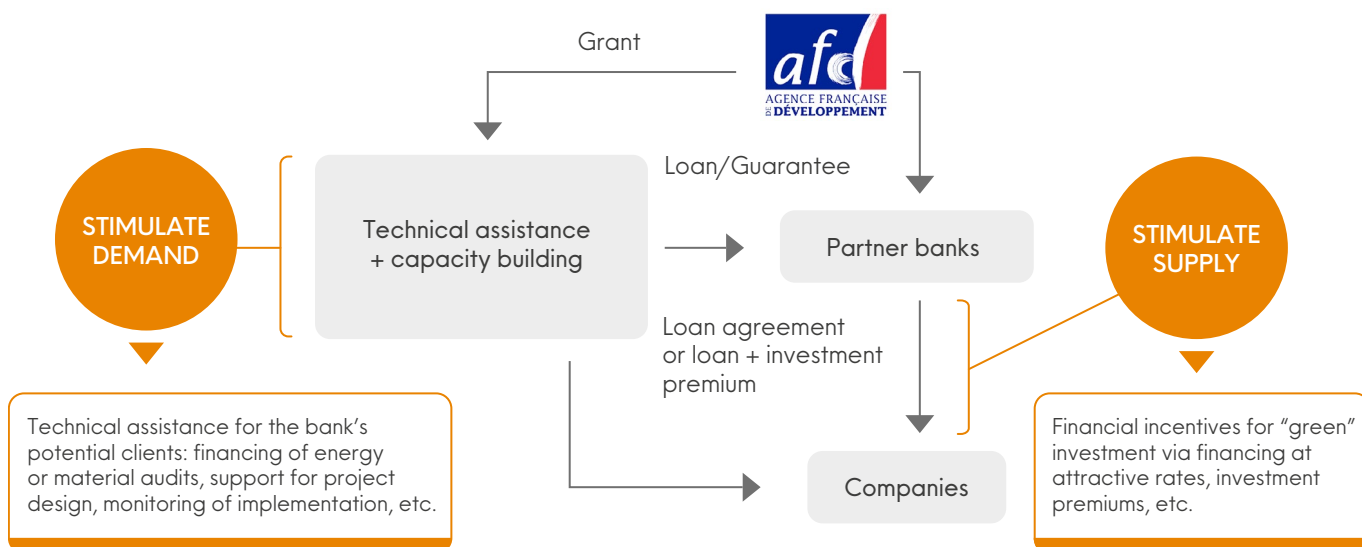 Grant
afd
AGENCE FRANÇAISE
DE DÉVELOPPEMENT
Loan/Guarantee
STIMULATE
DEMAND
Technical assistance
+ capacity building
Partner banks
STIMULATE
SUPPLY
Loan agreement
or loan + investment
premium
Technical assistance for the bank’s
potential clients: financing of energy
or material audits, support for project
design, monitoring of implementation, etc.
Companies
Financial incentives for “green”
investment via financing at
attractive rates, investment
premiums, etc.